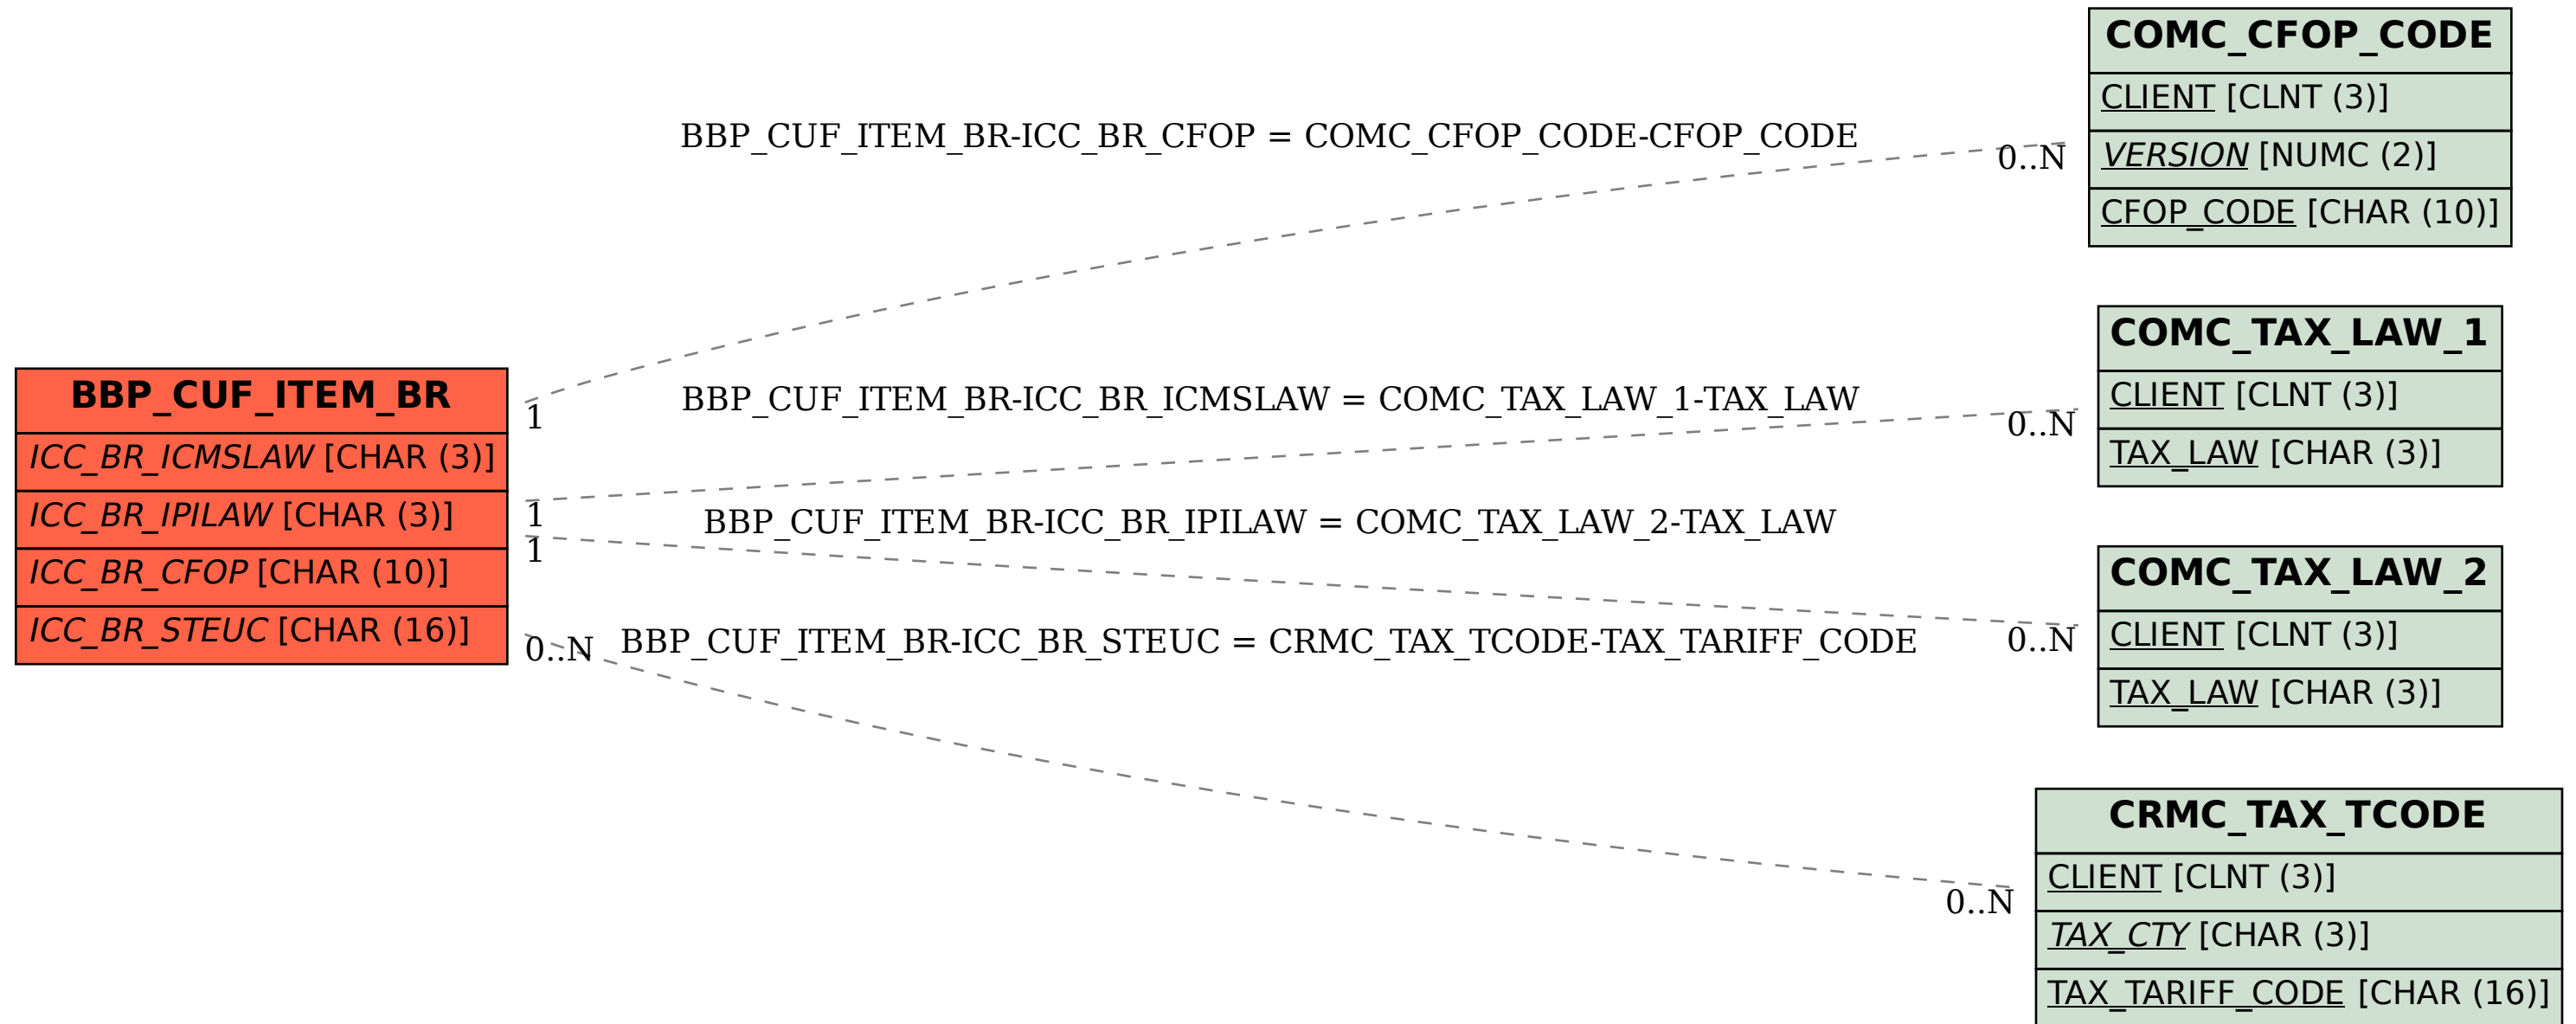 COMC_CFOP_CODE
CLIENT [CLNT (3)]
VERSION [NUMC (2)]
CFOP_CODE [CHAR (10)]
BBP_CUF_ITEM_BR-ICC_BR_CFOP = COMC_CFOP_CODE-CFOP_CODE
0..N
COMC_TAX_LAW_1
CLIENT [CLNT (3)]
TAX_LAW [CHAR (3)]
BBP_CUF_ITEM_BR
ICC_BR_ICMSLAW [CHAR (3)]
ICC_BR_IPILAW [CHAR (3)]
ICC_BR_CFOP [CHAR (10)]
ICC_BR_STEUC [CHAR (16)]
1
BBP_CUF_ITEM_BR-ICC_BR_ICMSLAW = COMC_TAX_LAW_1-TAX_LAW
0..N
1
BBP_CUF_ITEM_BR-ICC_BR_IPILAW = COMC_TAX_LAW_2-TAX_LAW
1
COMC_TAX_LAW_2
CLIENT [CLNT (3)]
TAX_LAW [CHAR (3)]
0..N
BBP_CUF_ITEM_BR-ICC_BR_STEUC = CRMC_TAX_TCODE-TAX_TARIFF_CODE
0..N
0..N
CRMC_TAX_TCODE
CLIENT [CLNT (3)]
TAX_CTY [CHAR (3)]
TAX_TARIFF_CODE [CHAR (16)]